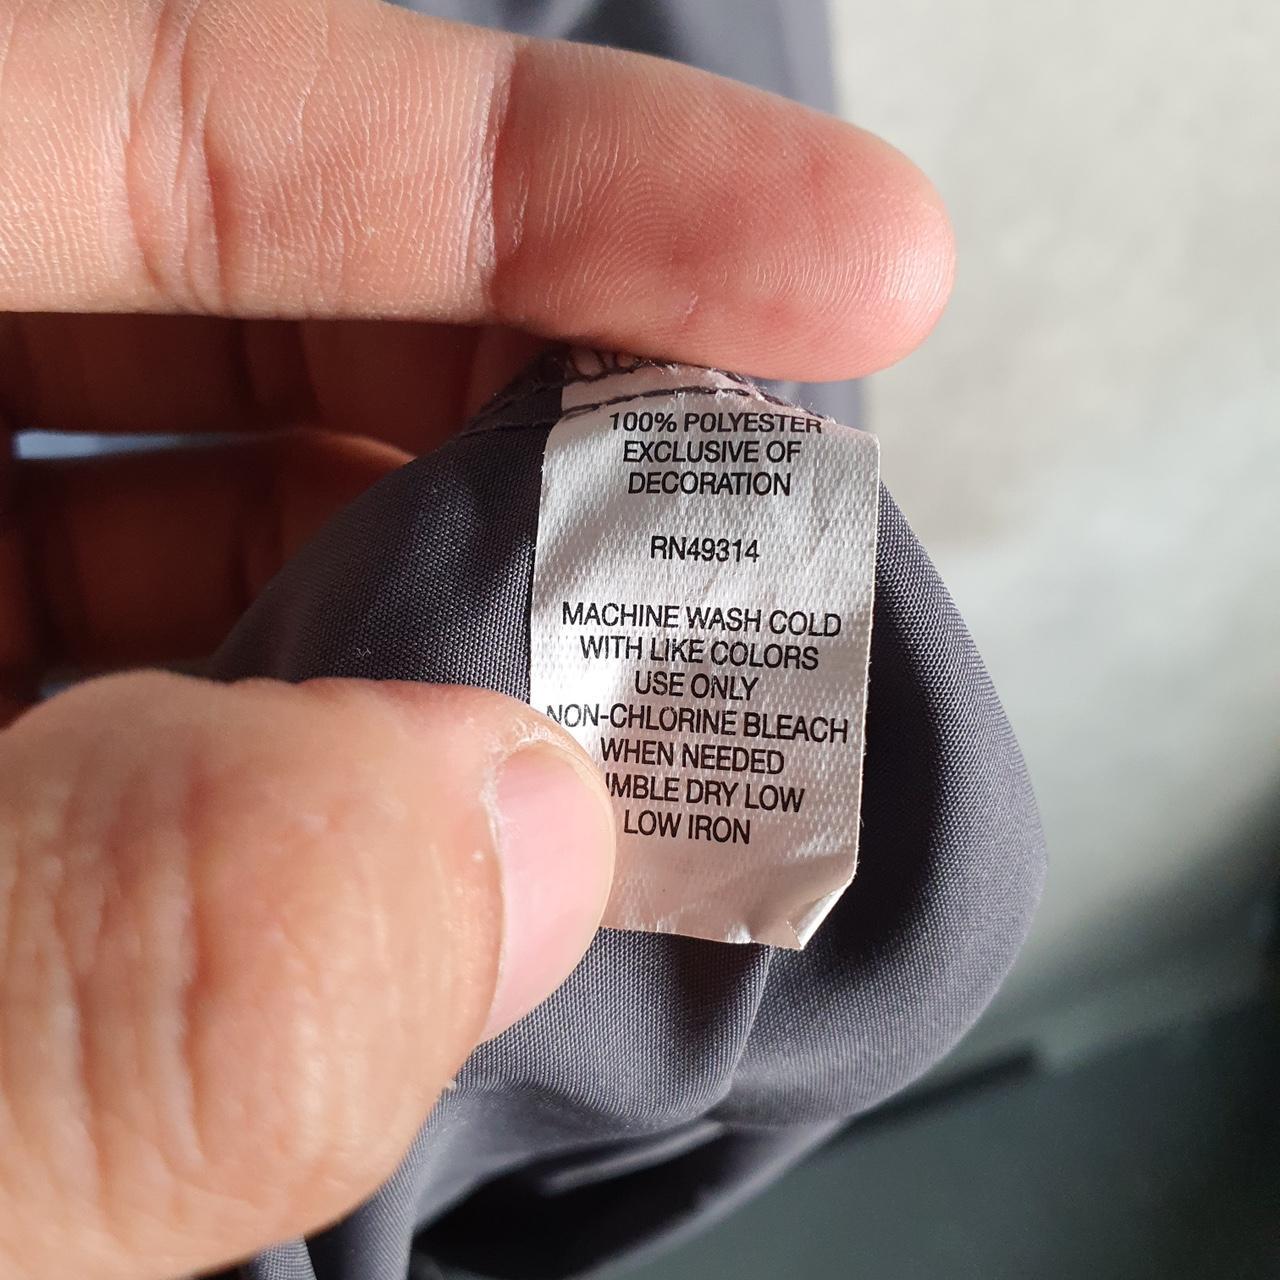 100% POLYESTER
EXCLUSIVE OF
DECORATION
RN49314
MACHINE WASH COLD
WITH LIKE COLORS
USE ONLY
NON-CHLORINE BLEACH
WHEN NEEDED
UMBLE DRY LOW
LOW IRON